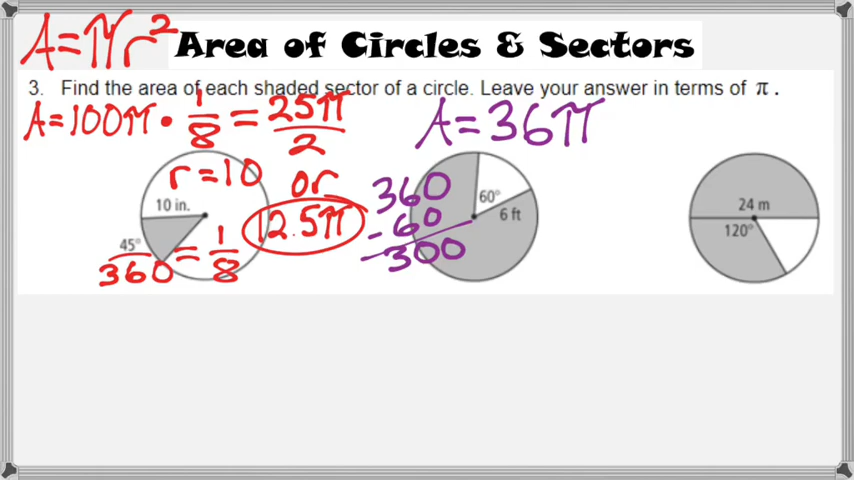 A=πr²
Area of Circles & Sectors
3. Find the area of each shaded sector of a circle. Leave your answer in terms of π.
A=100π • 1/8 = 25π/2
r=10
or
12.5π
10 in.
45°/360 = 1/8
A=36π
360
-60
300
60°
6 ft
24 m
120°